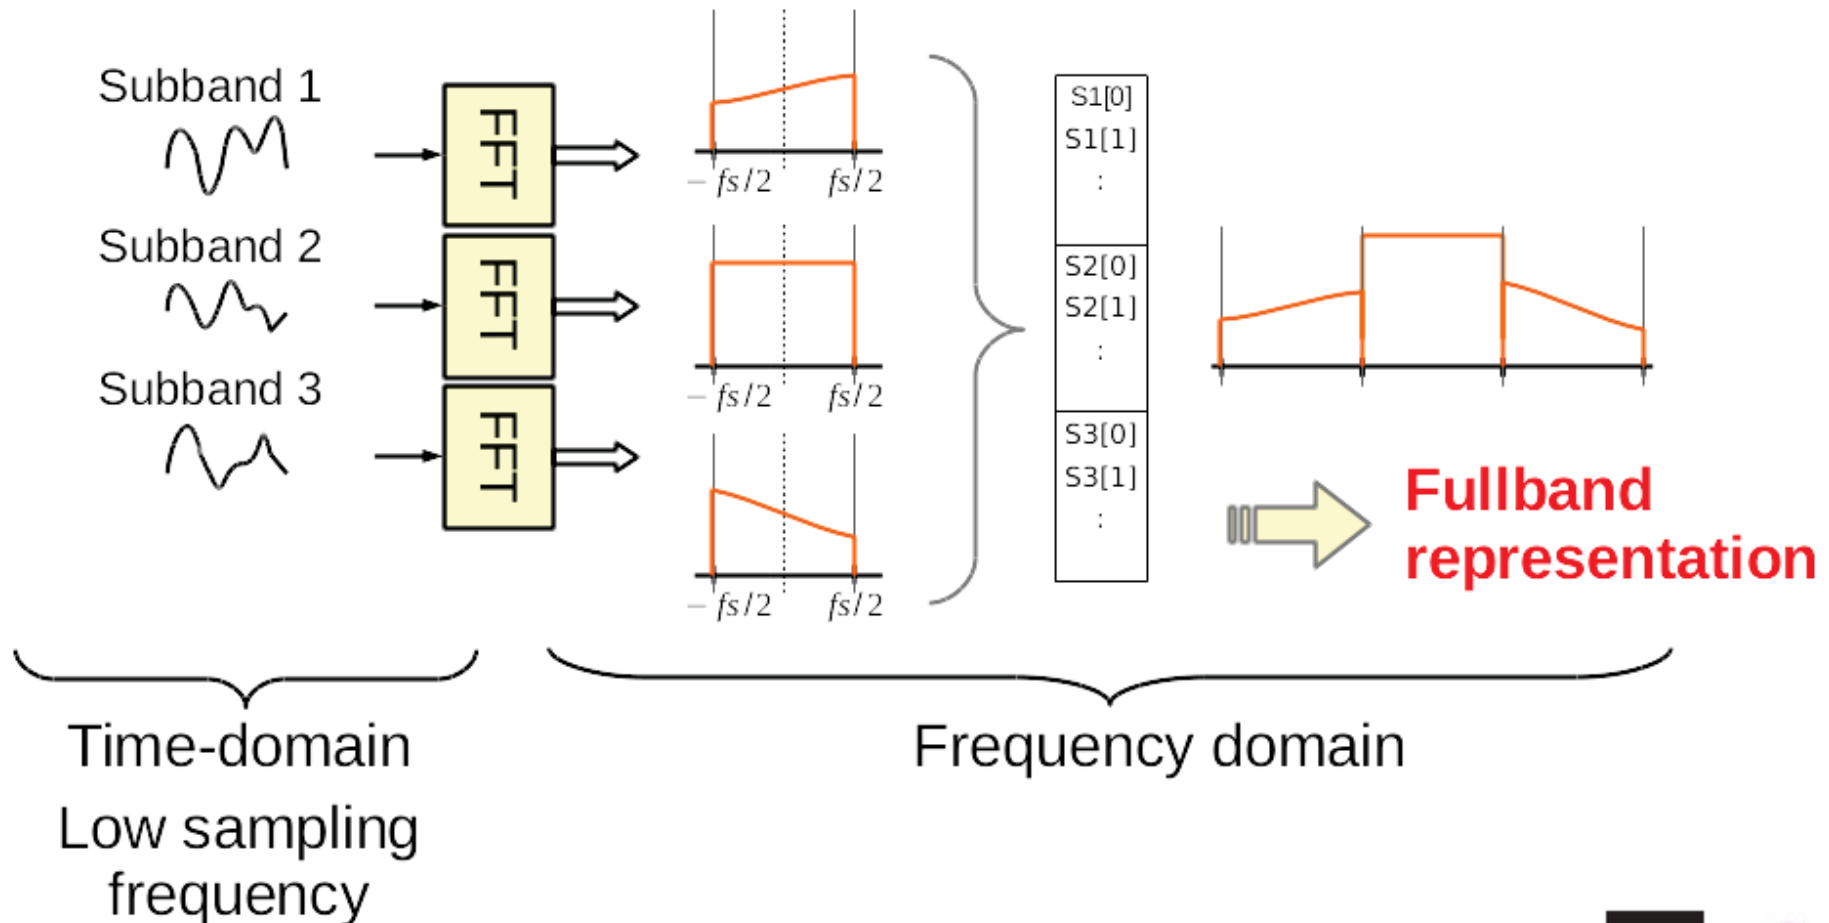 Subband 1
FFT
− fs/2 fs/2
Subband 2
FFT
− fs/2 fs/2
Subband 3
FFT
− fs/2 fs/2
S1[0]
S1[1]
:
S2[0]
S2[1]
:
S3[0]
S3[1]
:
Fullband
representation
Time-domain
Low sampling
frequency
Frequency domain